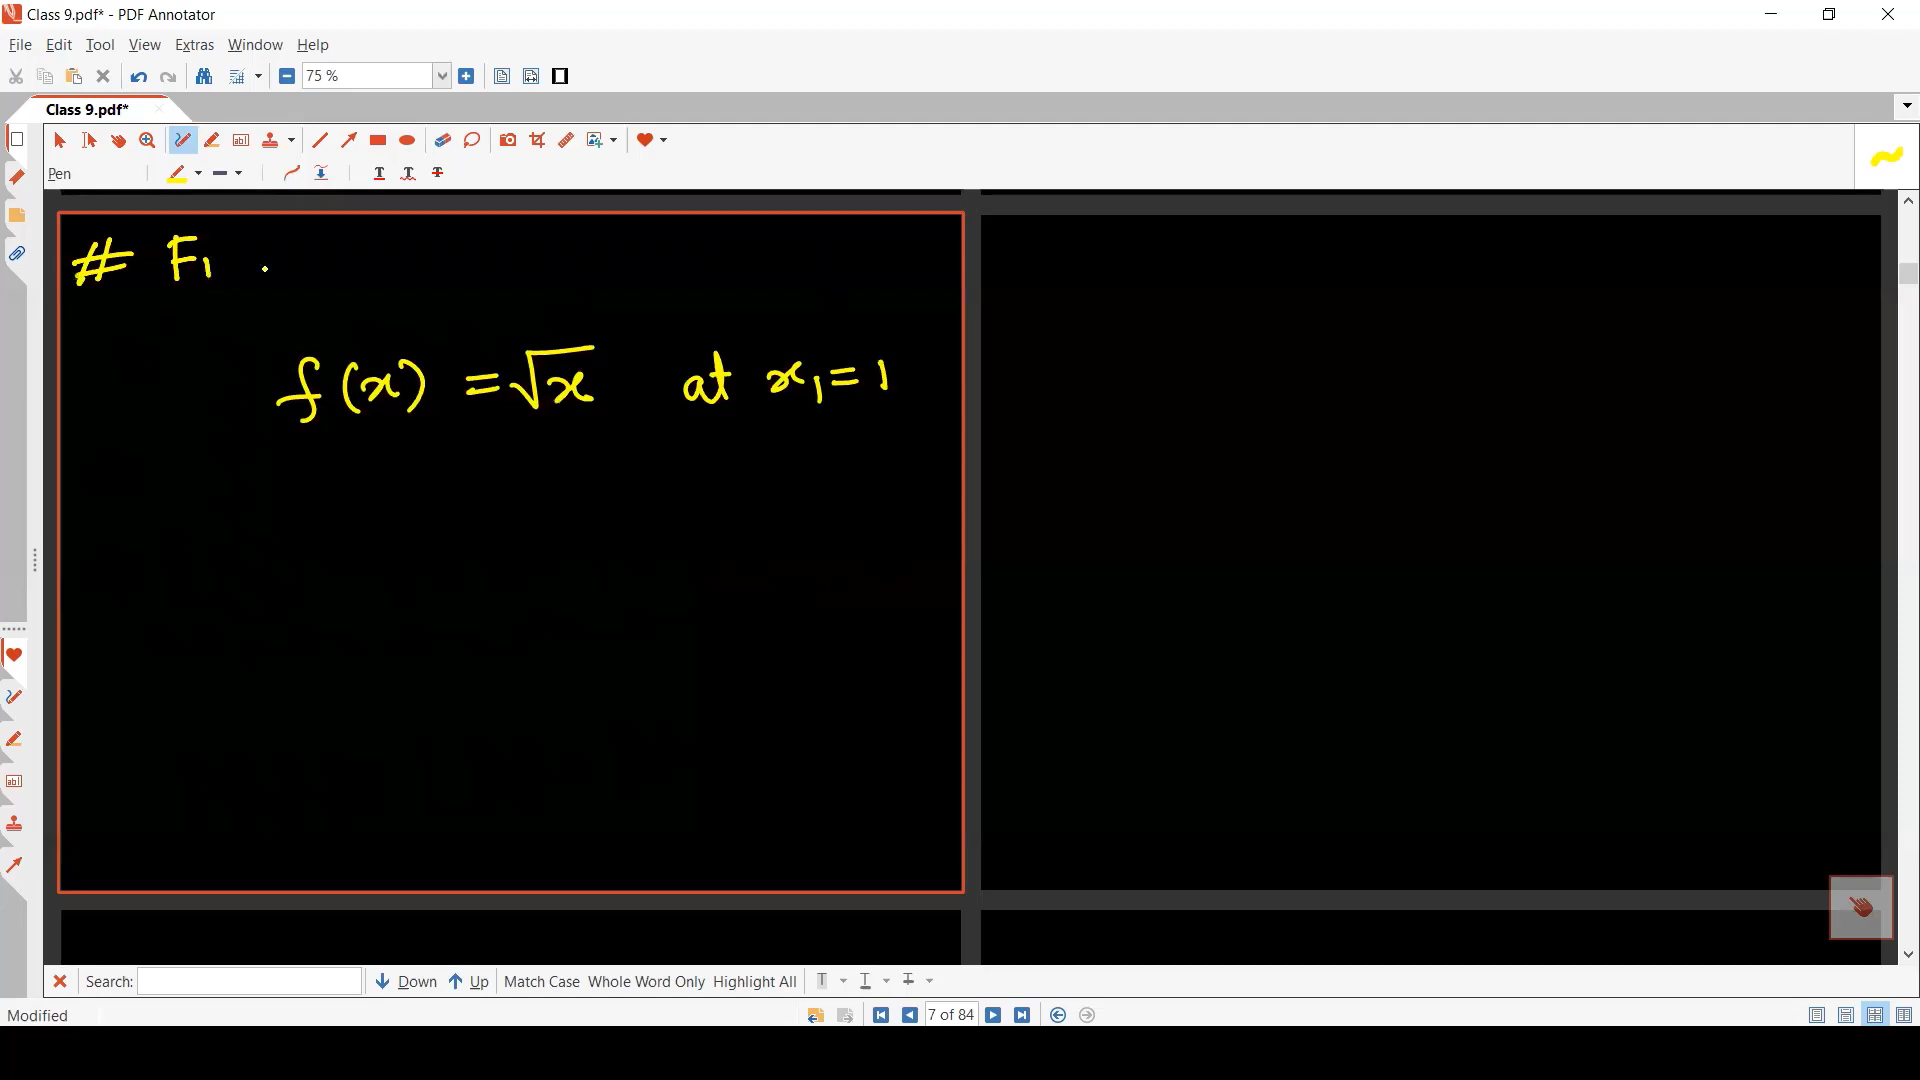 Class 9.pdf* - PDF Annotator
File Edit Tool View Extras Window Help
75 %
Class 9.pdf*
Pen
# F1
f(x) = √x at x₁ = 1
Search: Down Up Match Case Whole Word Only Highlight All
Modified 7 of 84